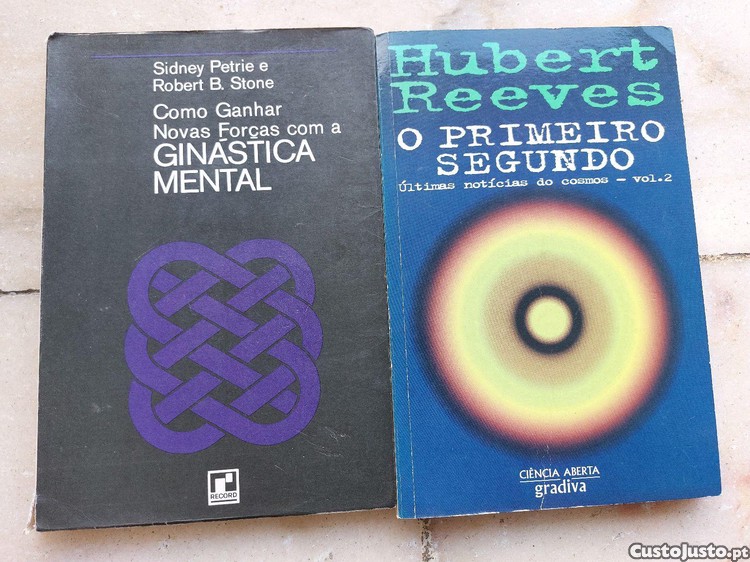 Sidney Petrie e
Robert B. Stone
Como Ganhar
Novas Forças com a
GINÁSTICA
MENTAL
RECORD
Hubert
Reeves
O PRIMEIRO
SEGUNDO
Últimas notícias do cosmos - vol.2
CIÊNCIA ABERTA
gradiva
CustoJusto.pt